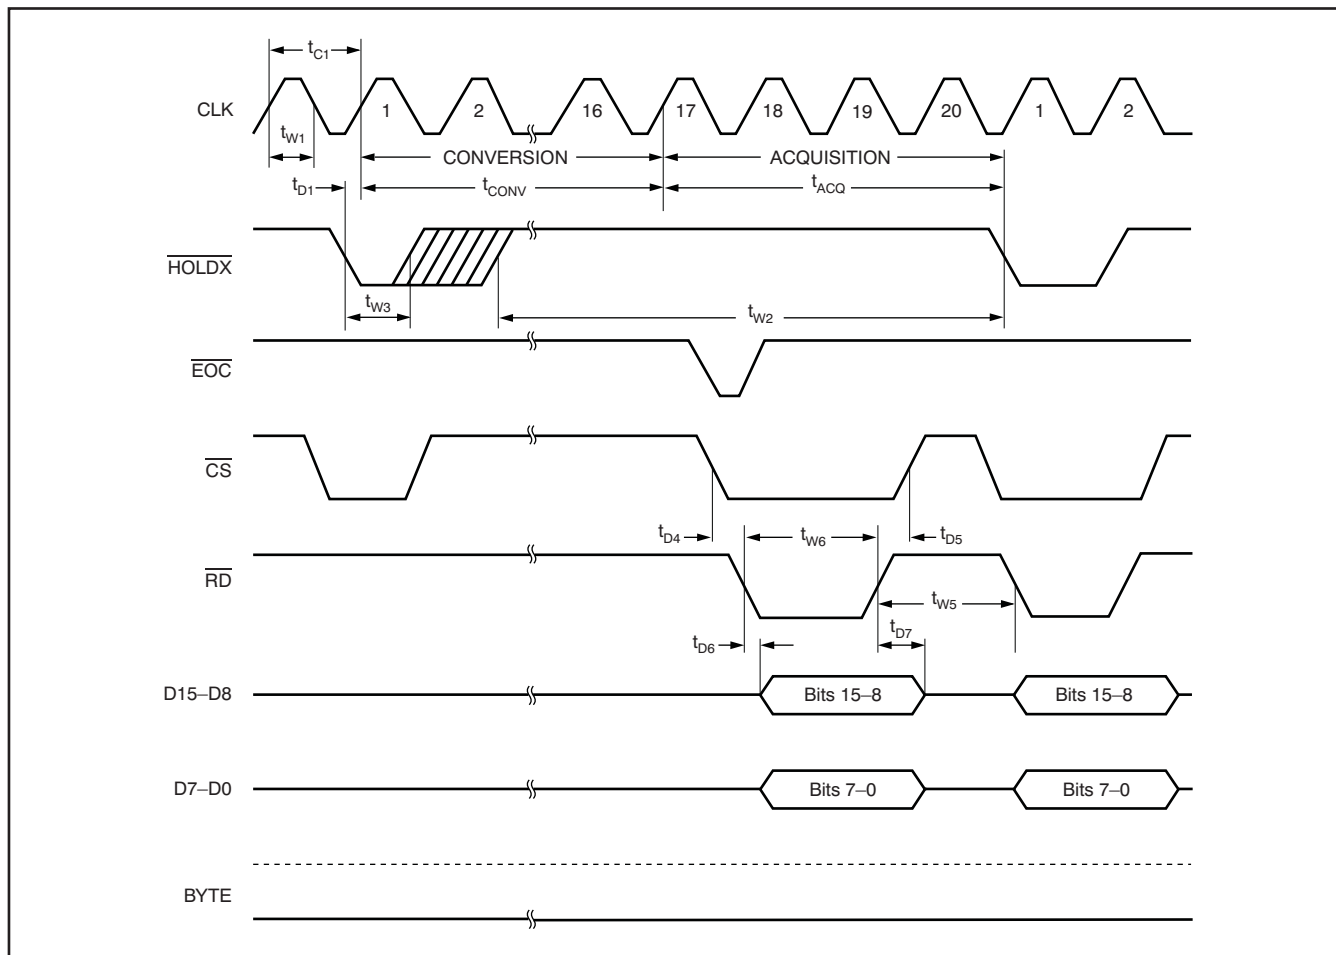 tC1
CLK 1 2 16 17 18 19 20 1 2
tW1
CONVERSION ACQUISITION
tD1 tCONV tACQ
HOLDX
tW3 tW2
EOC
CS
tD4 tW6 tD5
RD
tW5
tD6 tD7
D15–D8 Bits 15–8 Bits 15–8
D7–D0 Bits 7–0 Bits 7–0
BYTE